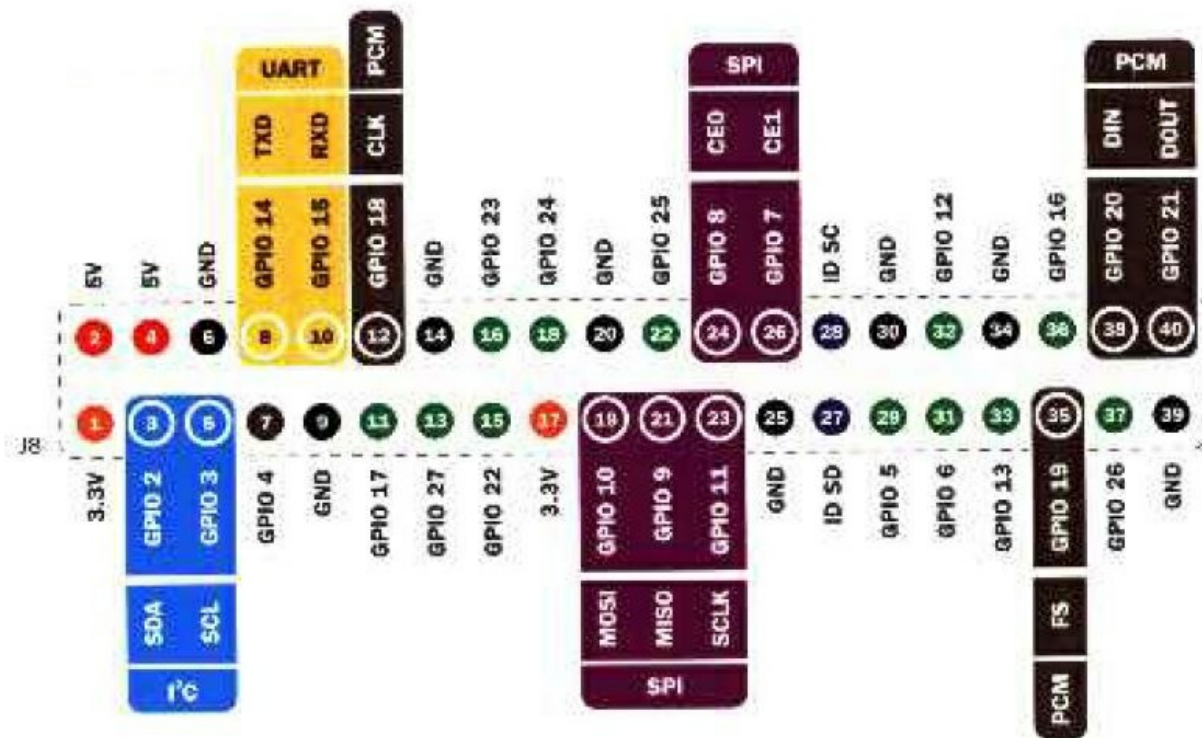 UART PCM SPI PCM
TXD RXD CLK CE0 CE1 DIN DOUT
5V 5V GND GPIO 14 GPIO 15 GPIO 18 GND GPIO 23 GPIO 24 GND GPIO 25 GPIO 8 GPIO 7 ID SC GND GPIO 12 GND GPIO 16 GPIO 20 GPIO 21
2 4 6 8 10 12 14 16 18 20 22 24 26 28 30 32 34 36 38 40
1 3 5 7 9 11 13 15 17 19 21 23 25 27 29 31 33 35 37 39
J8
3.3V GPIO 2 GPIO 3 GPIO 4 GND GPIO 17 GPIO 27 GPIO 22 3.3V GPIO 10 GPIO 9 GPIO 11 GND ID SD GPIO 5 GPIO 6 GPIO 13 GPIO 19 GPIO 26 GND
SDA SCL MOSI MISO SCLK FS
I²C SPI PCM